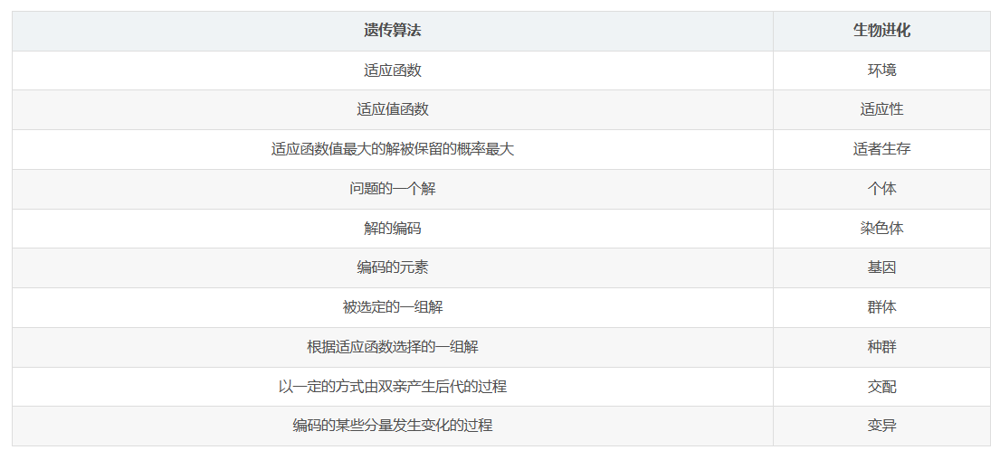 遗传算法 生物进化
适应函数 环境
适应值函数 适应性
适应函数值最大的解被保留的概率最大 适者生存
问题的一个解 个体
解的编码 染色体
编码的元素 基因
被选定的一组解 群体
根据适应函数选择的一组解 种群
以一定的方式由双亲产生后代的过程 交配
编码的某些分量发生变化的过程 变异